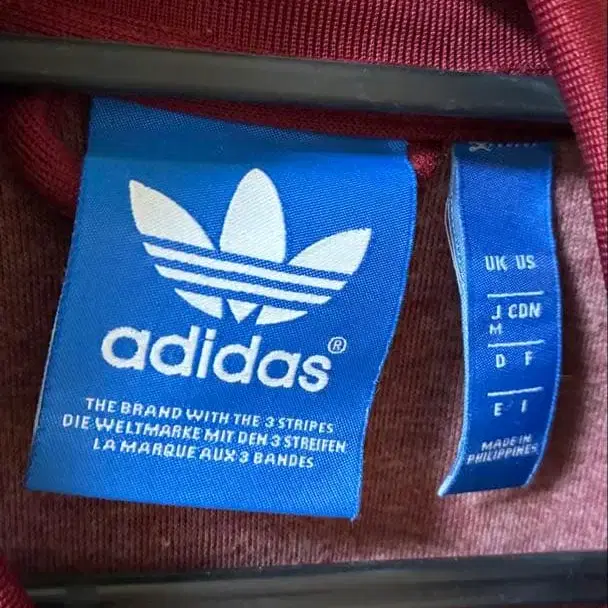 adidas®
THE BRAND WITH THE 3 STRIPES
DIE WELTMARKE MIT DEN 3 STREIFEN
LA MARQUE AUX 3 BANDES
UK US
J CDN
M
D F
E I
MADE IN
PHILIPPINES